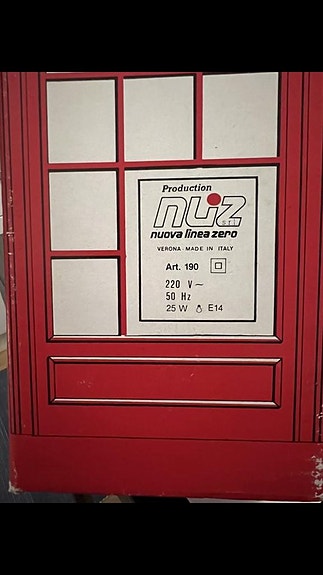 Production
nlz
S.r.l.
nuova linea zero
VERONA - MADE IN ITALY
Art. 190
220 V ~
50 Hz
25 W E14